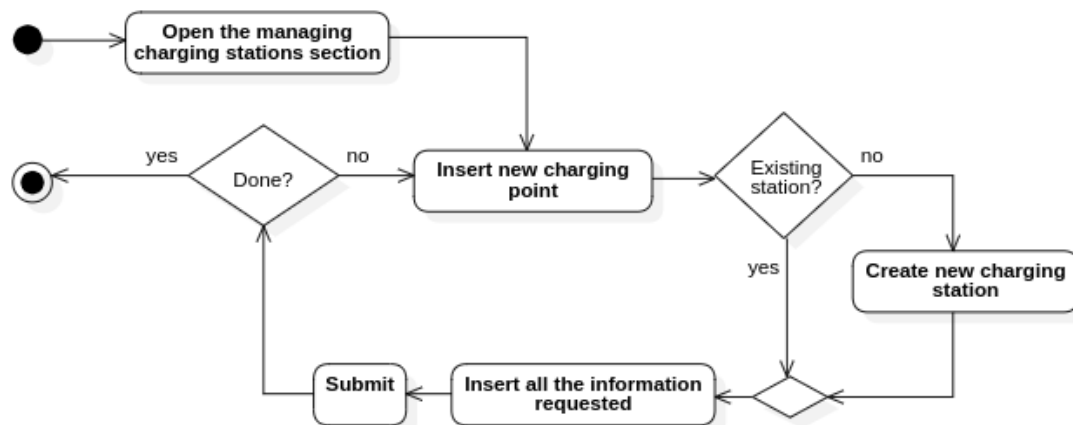 Open the managing
charging stations section
yes
Done?
no
Insert new charging
point
Existing
station?
no
yes
Create new charging
station
Submit
Insert all the information
requested